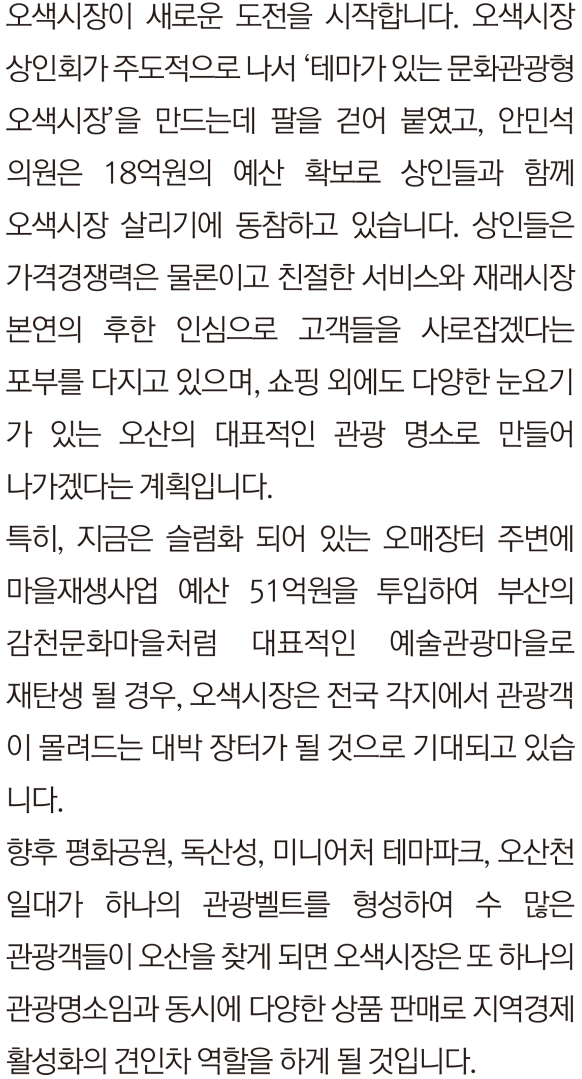 오색시장이 새로운 도전을 시작합니다. 오색시장
상인회가 주도적으로 나서 ‘테마가 있는 문화관광형
오색시장’을 만드는데 팔을 걷어 붙였고, 안민석
의원은 18억원의 예산 확보로 상인들과 함께
오색시장 살리기에 동참하고 있습니다. 상인들은
가격경쟁력은 물론이고 친절한 서비스와 재래시장
본연의 후한 인심으로 고객들을 사로잡겠다는
포부를 다지고 있으며, 쇼핑 외에도 다양한 눈요기
가 있는 오산의 대표적인 관광 명소로 만들어
나가겠다는 계획입니다.
특히, 지금은 슬럼화 되어 있는 오매장터 주변에
마을재생사업 예산 51억원을 투입하여 부산의
감천문화마을처럼 대표적인 예술관광마을로
재탄생 될 경우, 오색시장은 전국 각지에서 관광객
이 몰려드는 대박 장터가 될 것으로 기대되고 있습
니다.
향후 평화공원, 독산성, 미니어처 테마파크, 오산천
일대가 하나의 관광벨트를 형성하여 수 많은
관광객들이 오산을 찾게 되면 오색시장은 또 하나의
관광명소임과 동시에 다양한 상품 판매로 지역경제
활성화의 견인차 역할을 하게 될 것입니다.